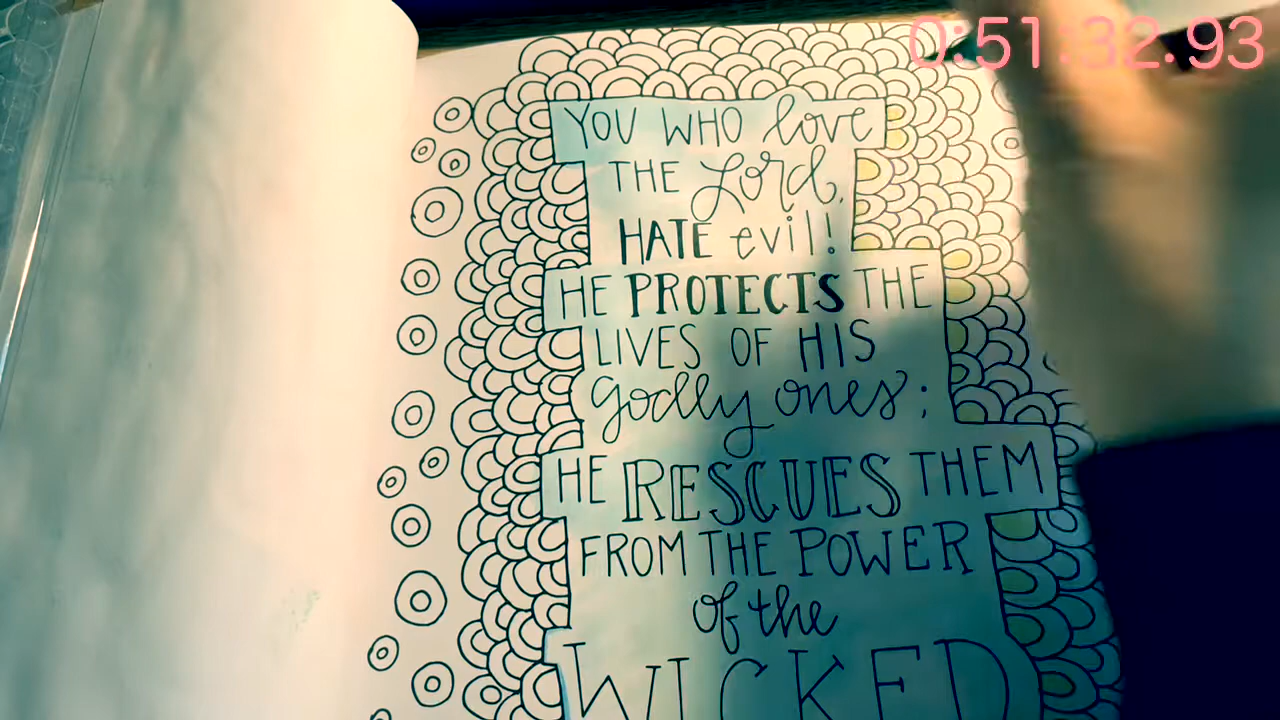 0:51:32.93
YOU WHO love
THE Lord,
HATE evil!
HE PROTECTS THE
LIVES OF HIS
godly ones;
HE RESCUES THEM
FROM THE POWER
of the
WICKED